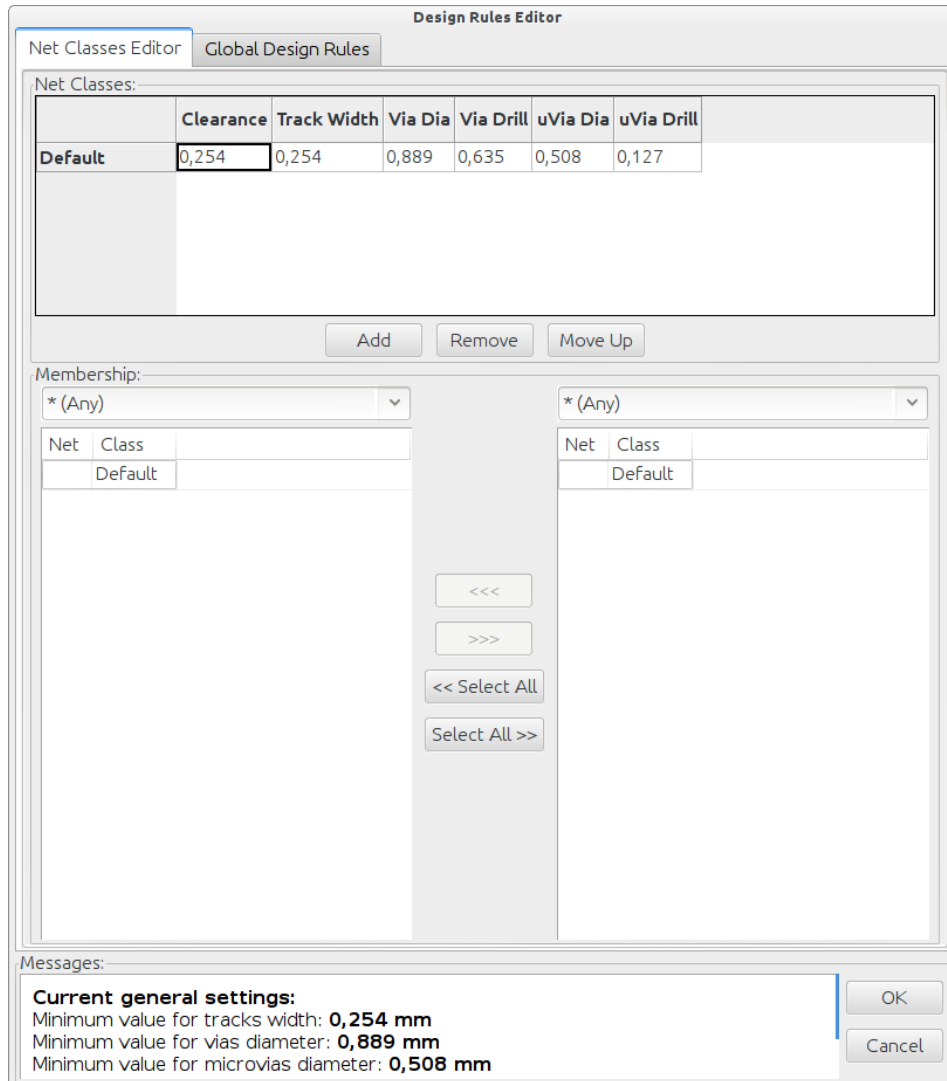 Design Rules Editor
Net Classes Editor Global Design Rules
Net Classes:
Clearance Track Width Via Dia Via Drill uVia Dia uVia Drill
Default 0,254 0,254 0,889 0,635 0,508 0,127
Add Remove Move Up
Membership:
* (Any) * (Any)
Net Class Net Class
Default Default
<<<
>>>
<< Select All
Select All >>
Messages:
Current general settings:
Minimum value for tracks width: 0,254 mm
Minimum value for vias diameter: 0,889 mm
Minimum value for microvias diameter: 0,508 mm
OK
Cancel